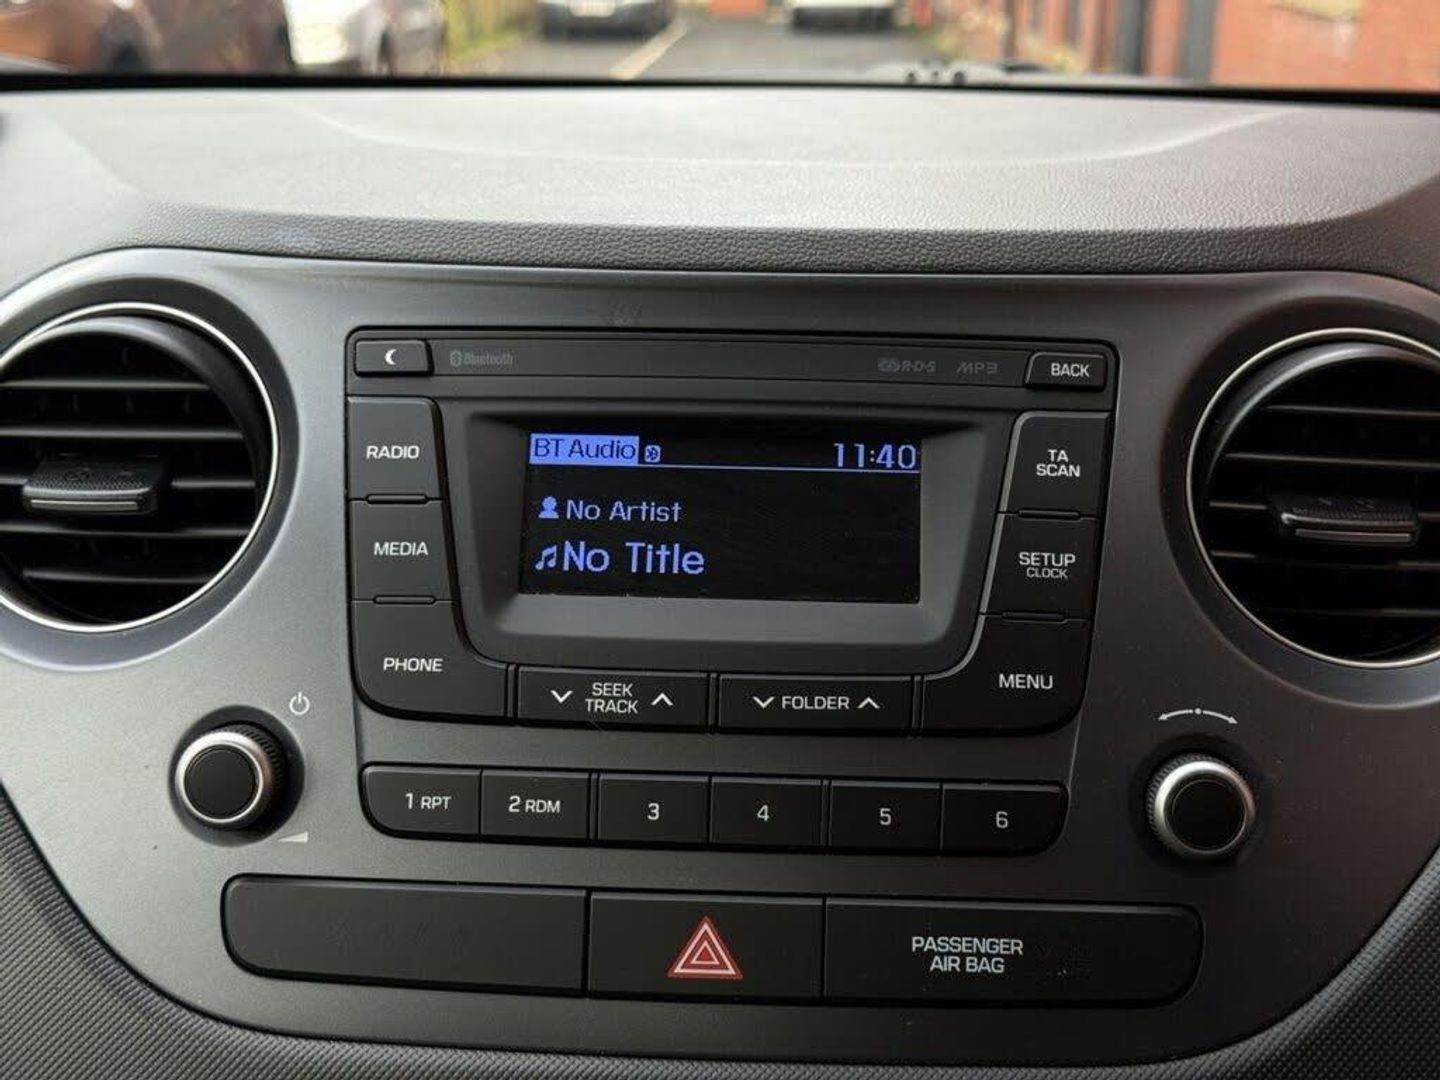 Bluetooth
R·D·S
MP3
BACK
RADIO
BT Audio
11:40
TA
SCAN
No Artist
MEDIA
No Title
SETUP
CLOCK
PHONE
SEEK
TRACK
FOLDER
MENU
1 RPT
2 RDM
3
4
5
6
PASSENGER
AIR BAG